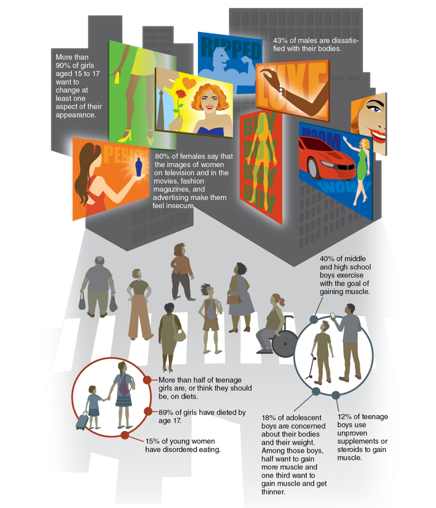 More than
90% of girls
aged 15 to 17
want to
change at
least one
aspect of their
appearance.
43% of males are dissatis-
fied with their bodies.
RIPPED
LUXE
80% of females say that
the images of women
on television and in the
movies, fashion
magazines, and
advertising make them
feel insecure.
BUY
BUY
BUY
VROOM
40% of middle
and high school
boys exercise
with the goal of
gaining muscle.
More than half of teenage
girls are, or think they should
be, on diets.
89% of girls have dieted by
age 17.
15% of young women
have disordered eating.
18% of adolescent
boys are concerned
about their bodies
and their weight.
Among those boys,
half want to gain
more muscle and
one third want to
gain muscle and get
thinner.
12% of teenage
boys use
unproven
supplements or
steroids to gain
muscle.